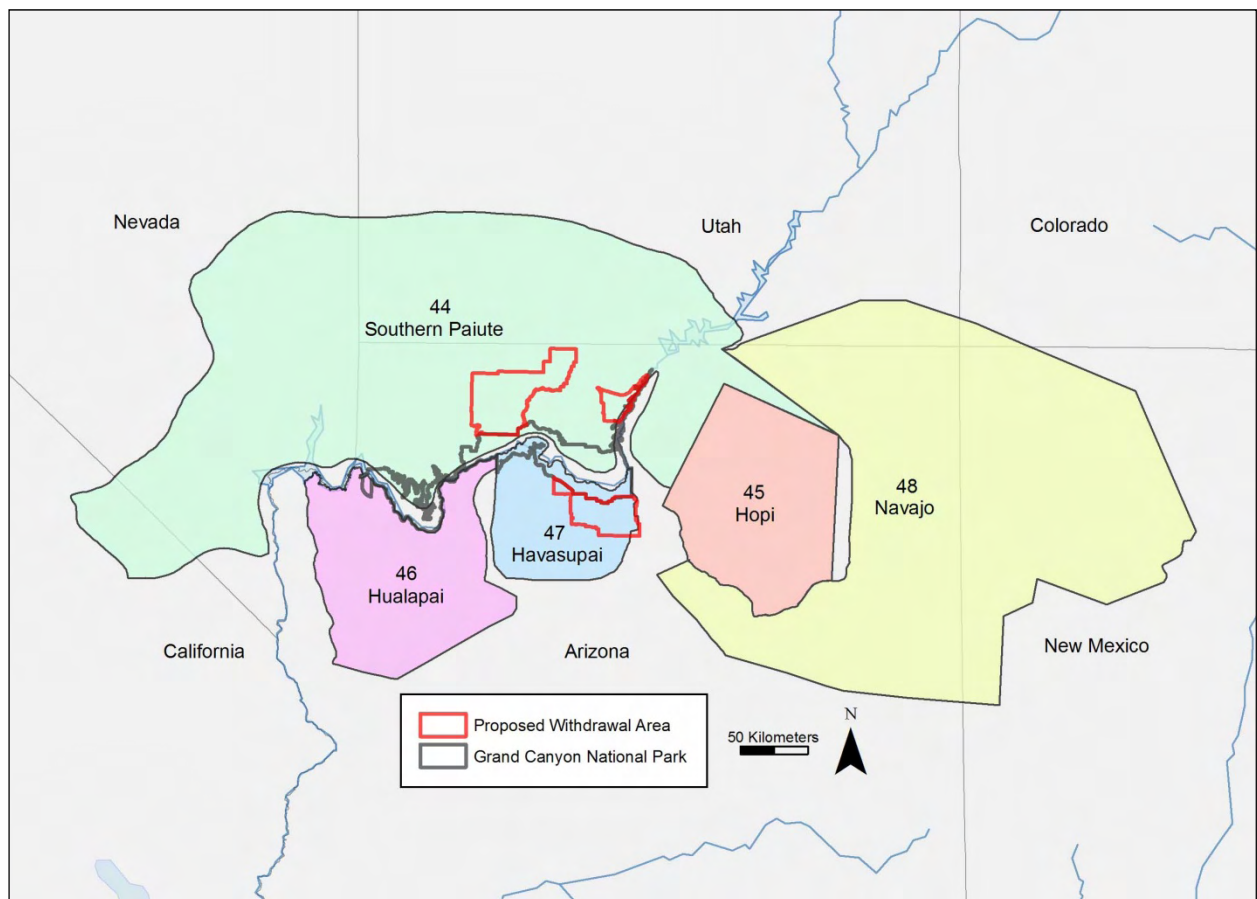 Nevada
Utah
Colorado
44
Southern Paiute
45
Hopi
48
Navajo
47
Havasupai
46
Hualapai
California
Arizona
New Mexico
Proposed Withdrawal Area
Grand Canyon National Park
50 Kilometers
N